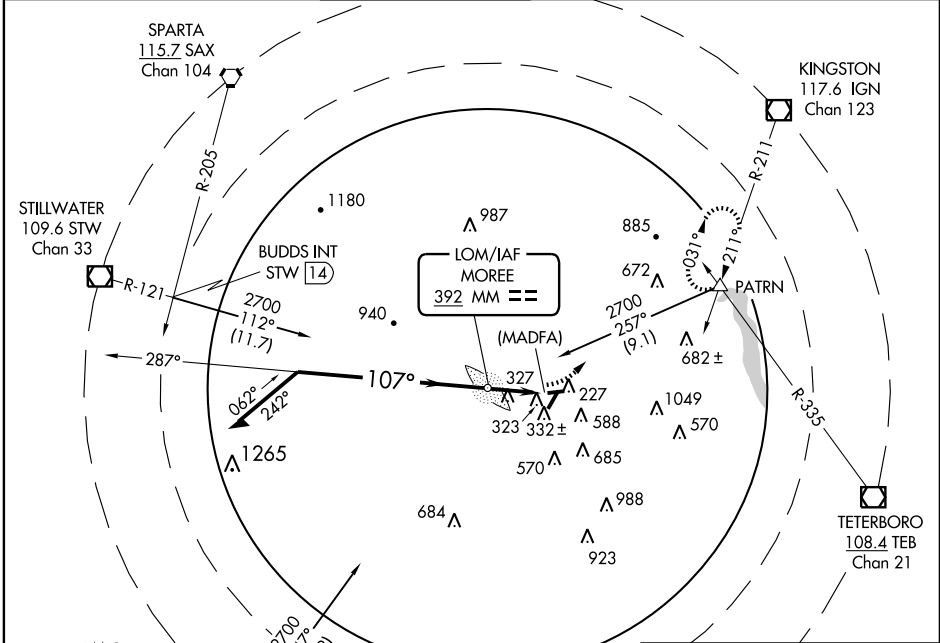 SPARTA
115.7 SAX
Chan 104
KINGSTON
117.6 IGN
Chan 123
R-205
R-211
STILLWATER
109.6 STW
Chan 33
1180
987
885
BUDDS INT
STW 14
LOM/IAF
MOREE
392 MM
672
031°
211°
PATRN
R-121
2700
112°
(11.7)
940
2700
257°
(9.1)
(MADFA)
682 ±
287°
107°
327
227
062°
242°
323
332 ±
588
1049
570
R-335
1265
570
685
684
988
923
TETERBORO
108.4 TEB
Chan 21
2700